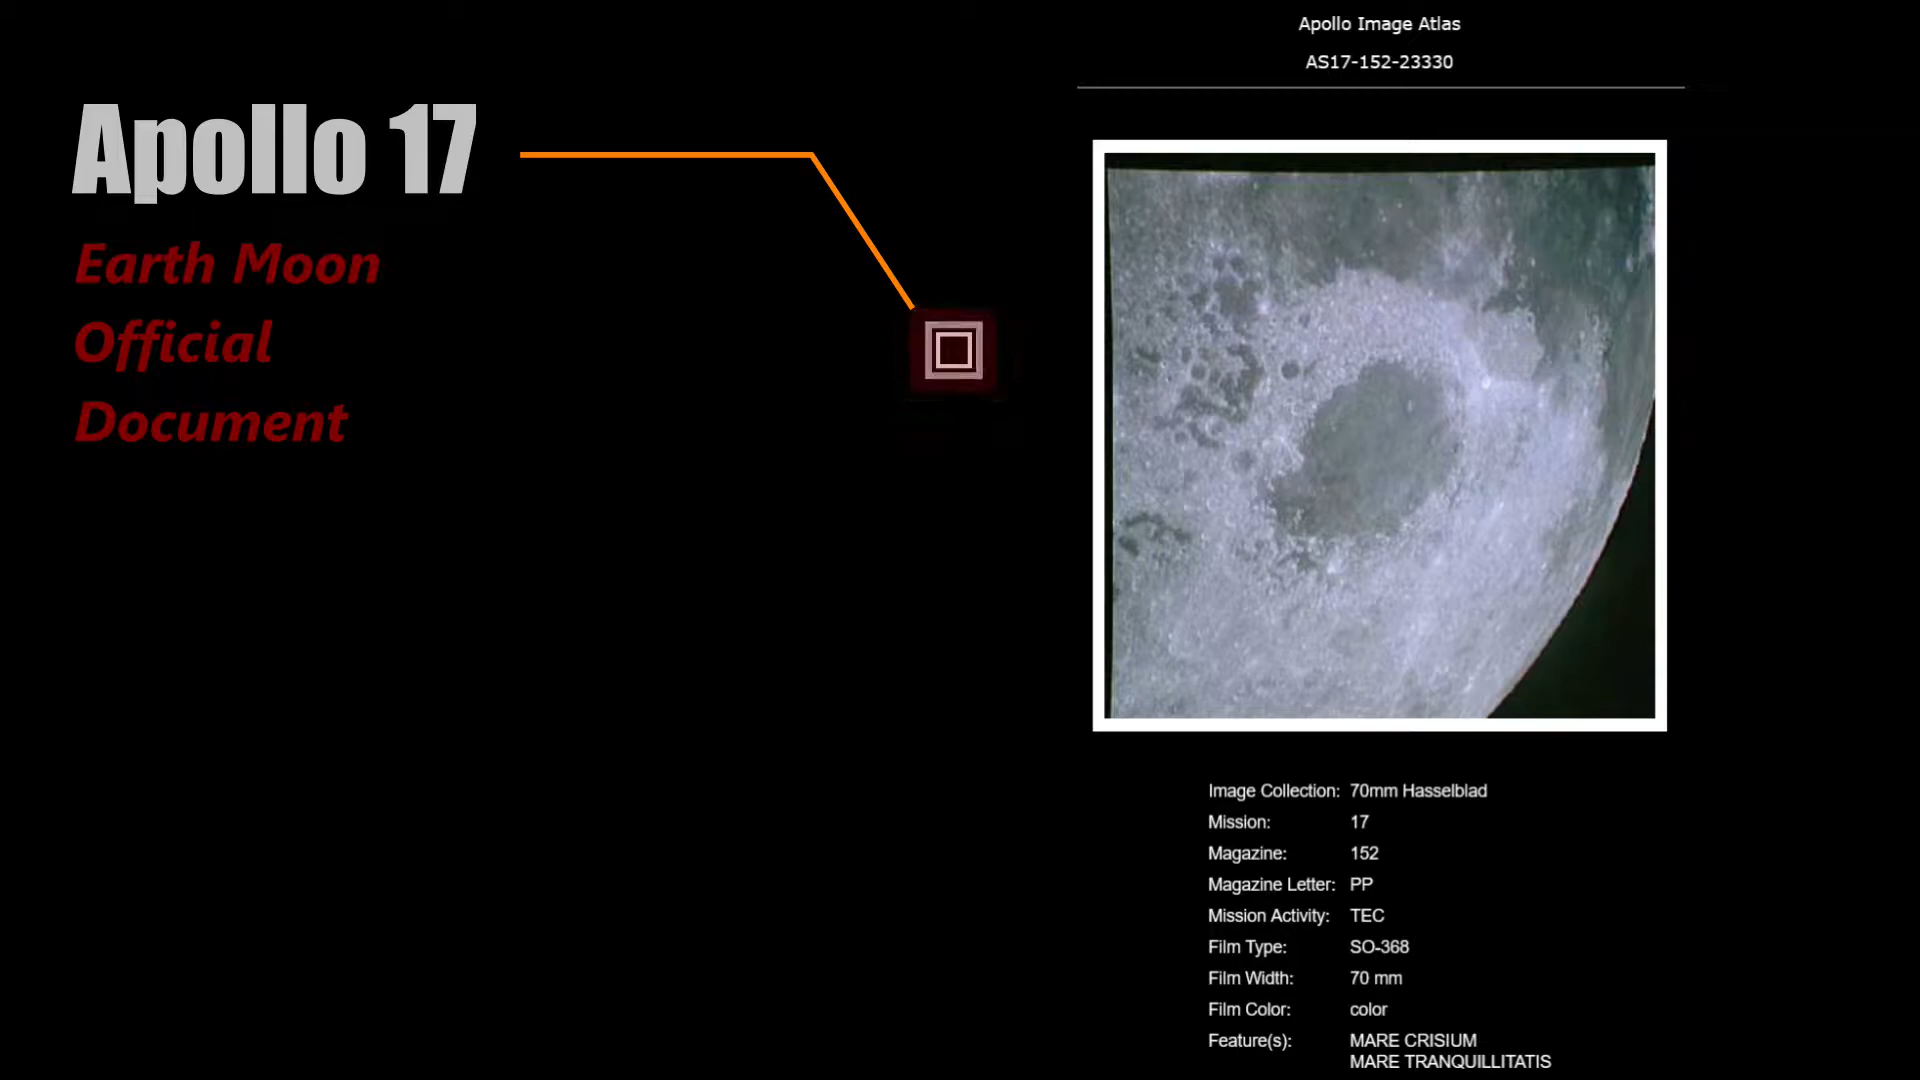 Apollo 17
Earth Moon
Official
Document
Apollo Image Atlas
AS17-152-23330
Image Collection: 70mm Hasselblad
Mission: 17
Magazine: 152
Magazine Letter: PP
Mission Activity: TEC
Film Type: SO-368
Film Width: 70 mm
Film Color: color
Feature(s): MARE CRISIUM
MARE TRANQUILLITATIS